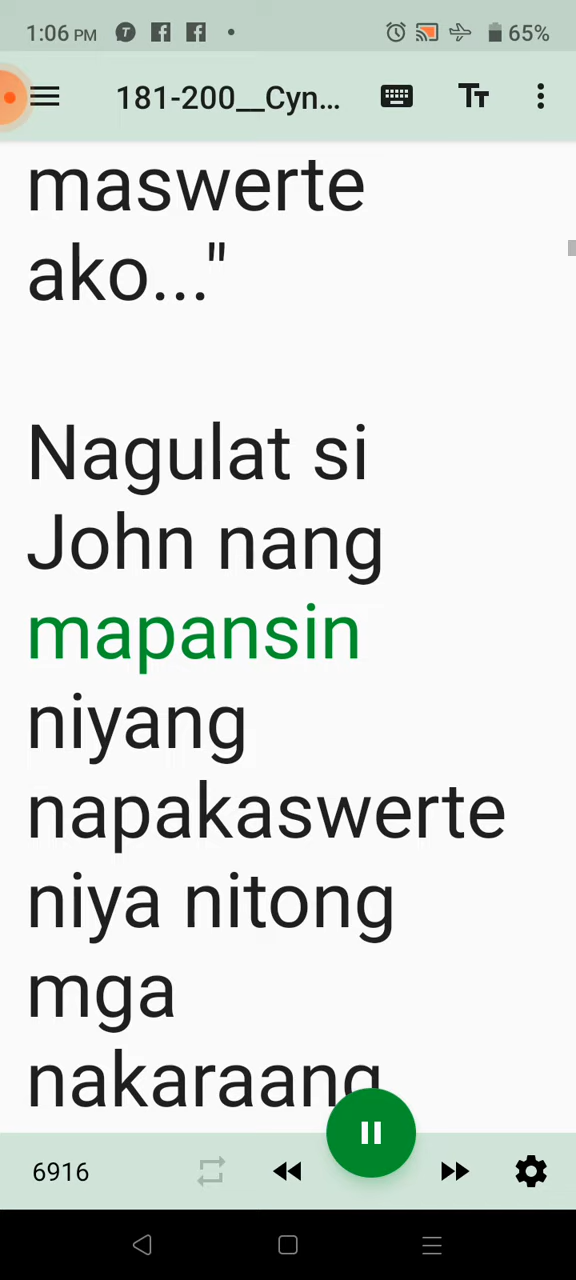 1:06 PM
65%
181-200__Cyn...
Tт
maswerte
ako..."
Nagulat si
John nang
mapansin
niyang
napakaswerte
niya nitong
mga
nakaraang
6916